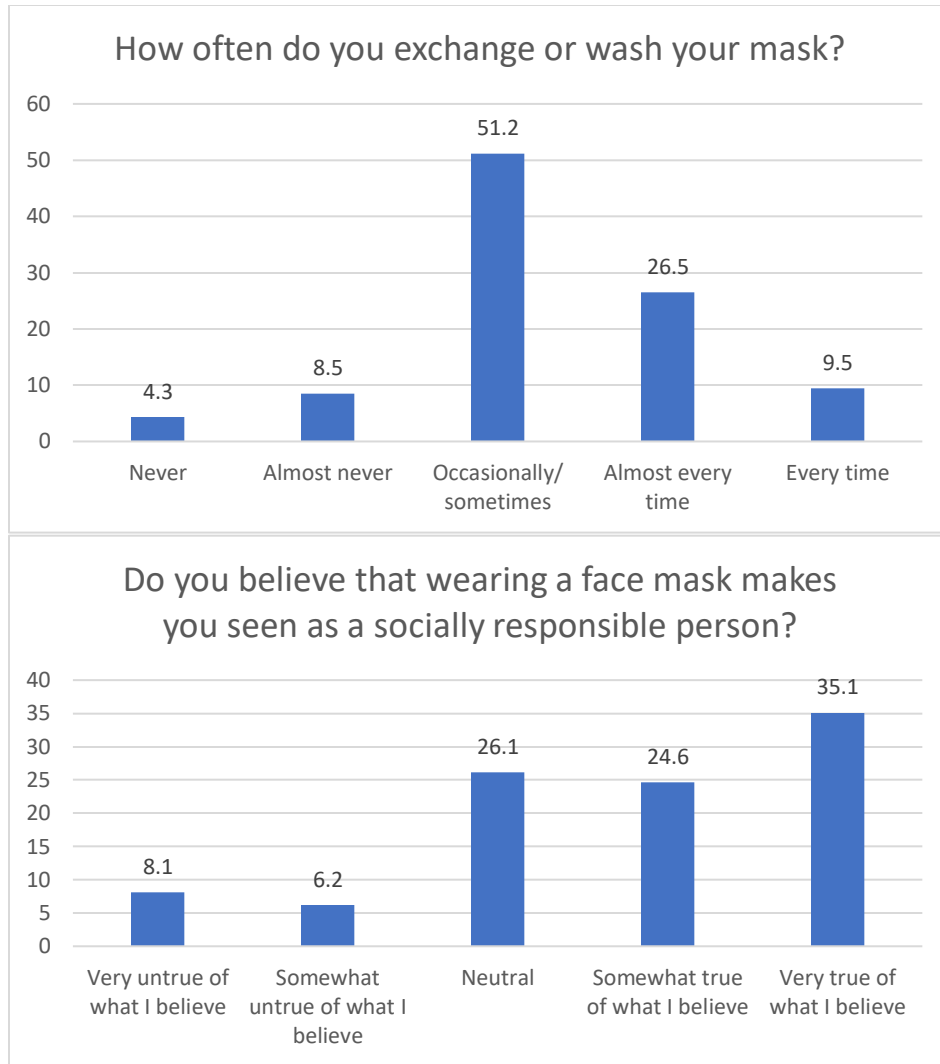 How often do you exchange or wash your mask?
60
50
40
30
20
10
0
51.2
26.5
9.5
8.5
4.3
Never
Almost never
Occasionally/
sometimes
Almost every
time
Every time
Do you believe that wearing a face mask makes
you seen as a socially responsible person?
40
35
30
25
20
15
10
5
0
35.1
26.1
24.6
8.1
6.2
Very untrue of
what I believe
Somewhat
untrue of what I
believe
Neutral
Somewhat true
of what I believe
Very true of
what I believe